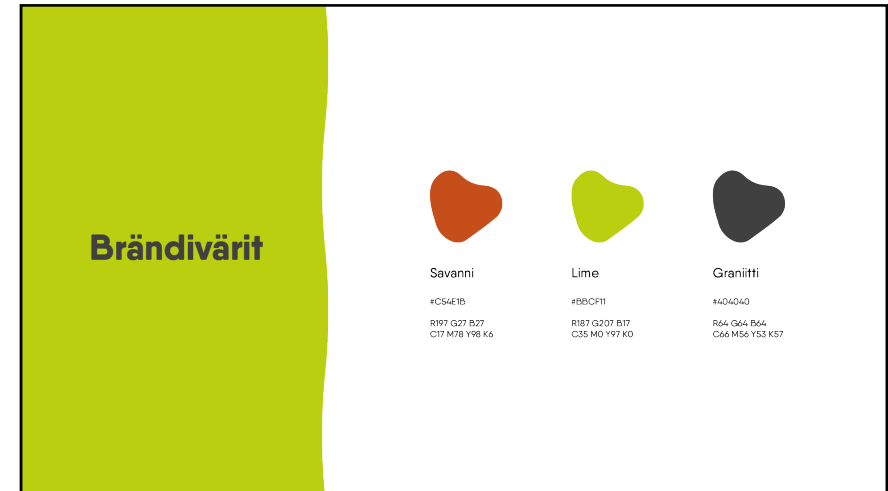 Brändivärit
Savanni
#C54E1B
R197 G27 B27
C17 M78 Y98 K6
Lime
#BBCF11
R187 G207 B17
C35 M0 Y97 K0
Graniitti
#404040
R64 G64 B64
C66 M56 Y53 K57